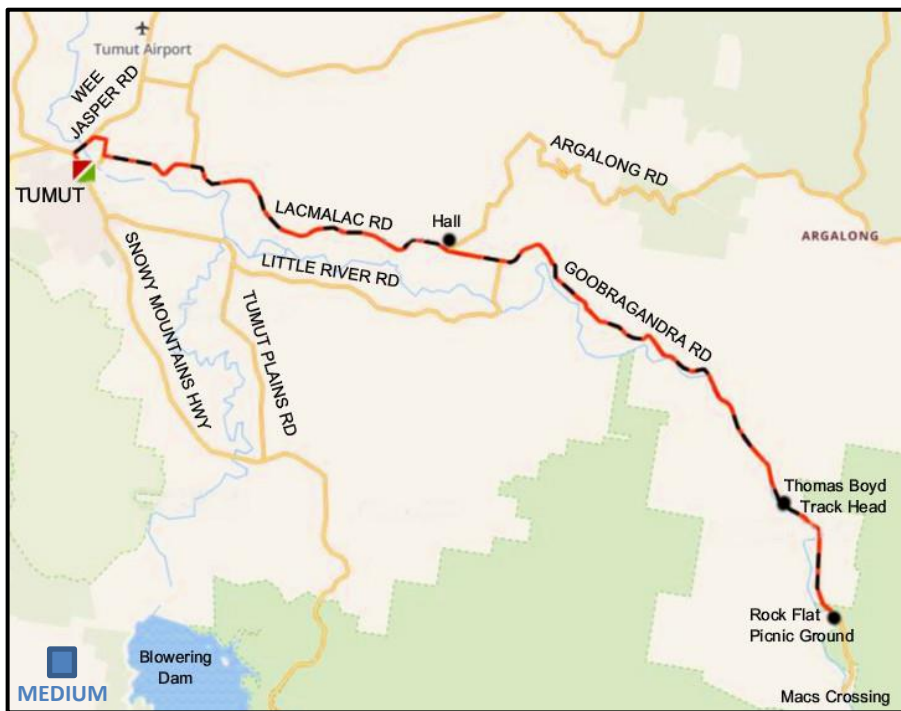 Tumut Airport
WEE
JASPER RD
TUMUT
ARGALONG RD
LACMALAC RD
Hall
ARGALONG
LITTLE RIVER RD
GOOBRAGANDRA RD
SNOWY MOUNTAINS HWY
TUMUT PLAINS RD
Thomas Boyd
Track Head
Rock Flat
Picnic Ground
Blowering
Dam
MEDIUM
Macs Crossing